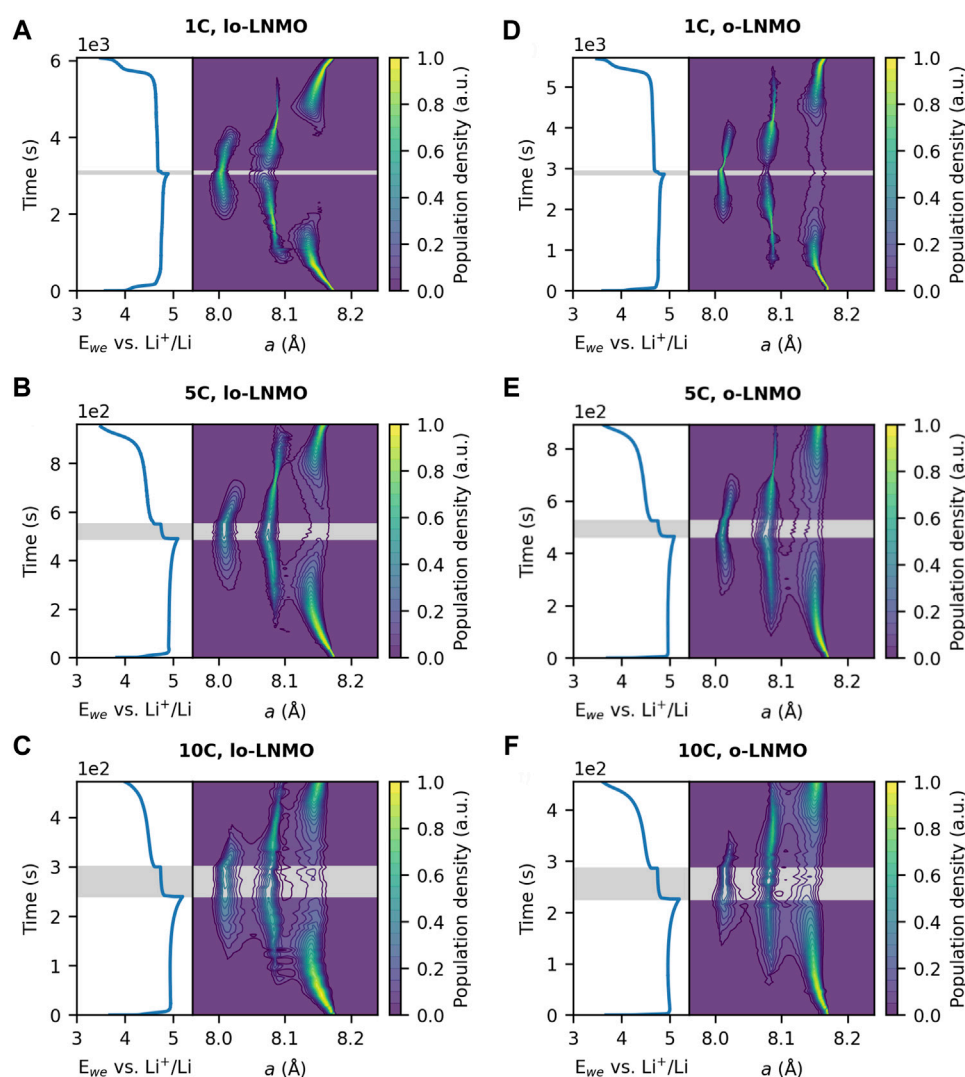 A
1C, lo-LNMO
1e3
6
4
2
0
Time (s)
3 4 5
E_we vs. Li⁺/Li
8.0 8.1 8.2
a (Å)
1.0
0.8
0.6
0.4
0.2
0.0
Population density (a.u.)
D
1C, o-LNMO
1e3
5
4
3
2
1
0
Time (s)
3 4 5
E_we vs. Li⁺/Li
8.0 8.1 8.2
a (Å)
1.0
0.8
0.6
0.4
0.2
0.0
Population density (a.u.)
B
5C, lo-LNMO
1e2
8
6
4
2
0
Time (s)
3 4 5
E_we vs. Li⁺/Li
8.0 8.1 8.2
a (Å)
1.0
0.8
0.6
0.4
0.2
0.0
Population density (a.u.)
E
5C, o-LNMO
1e2
8
6
4
2
0
Time (s)
3 4 5
E_we vs. Li⁺/Li
8.0 8.1 8.2
a (Å)
1.0
0.8
0.6
0.4
0.2
0.0
Population density (a.u.)
C
10C, lo-LNMO
1e2
4
3
2
1
0
Time (s)
3 4 5
E_we vs. Li⁺/Li
8.0 8.1 8.2
a (Å)
1.0
0.8
0.6
0.4
0.2
0.0
Population density (a.u.)
F
10C, o-LNMO
1e2
4
3
2
1
0
Time (s)
3 4 5
E_we vs. Li⁺/Li
8.0 8.1 8.2
a (Å)
1.0
0.8
0.6
0.4
0.2
0.0
Population density (a.u.)